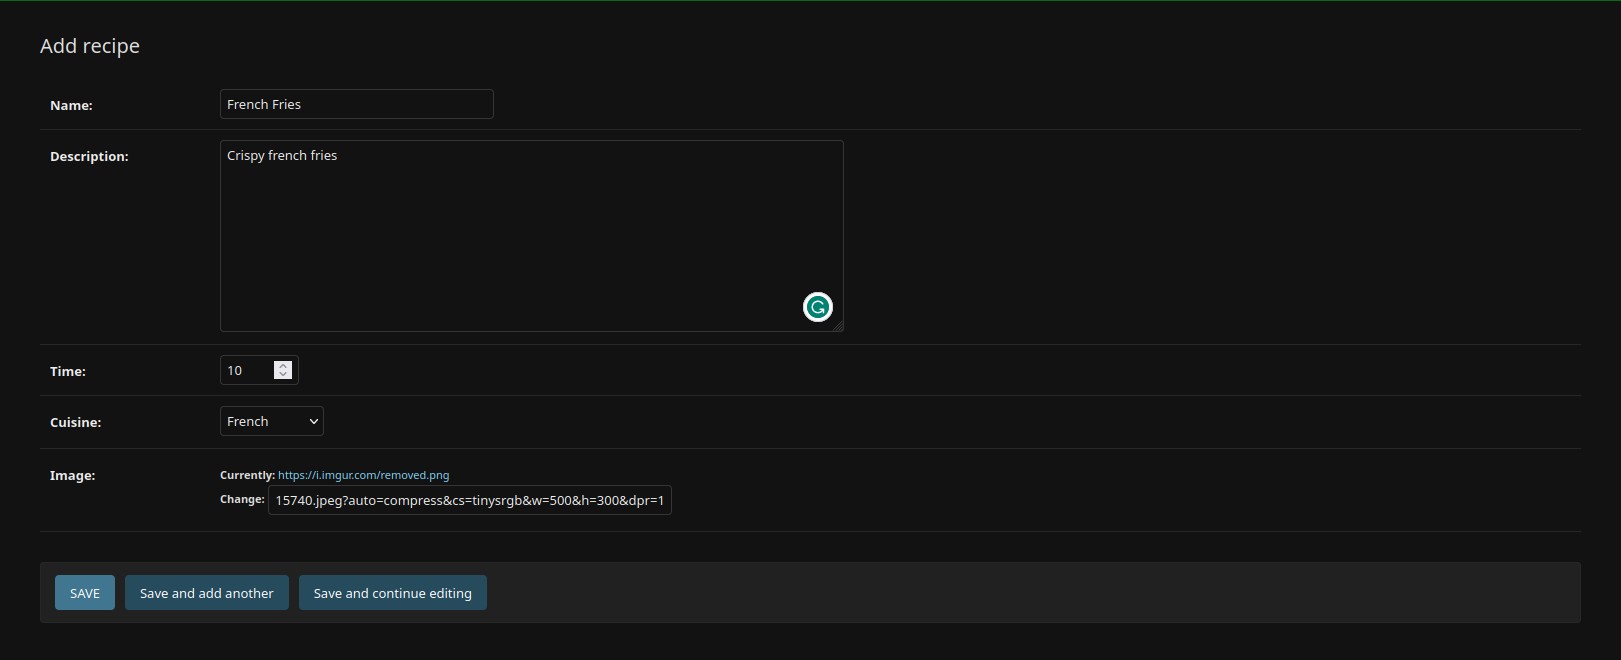 Add recipe
Name: French Fries
Description: Crispy french fries
Time: 10
Cuisine: French
Image: Currently: https://i.imgur.com/removed.png
Change: 15740.jpeg?auto=compress&cs=tinysrgb&w=500&h=300&dpr=1
SAVE Save and add another Save and continue editing